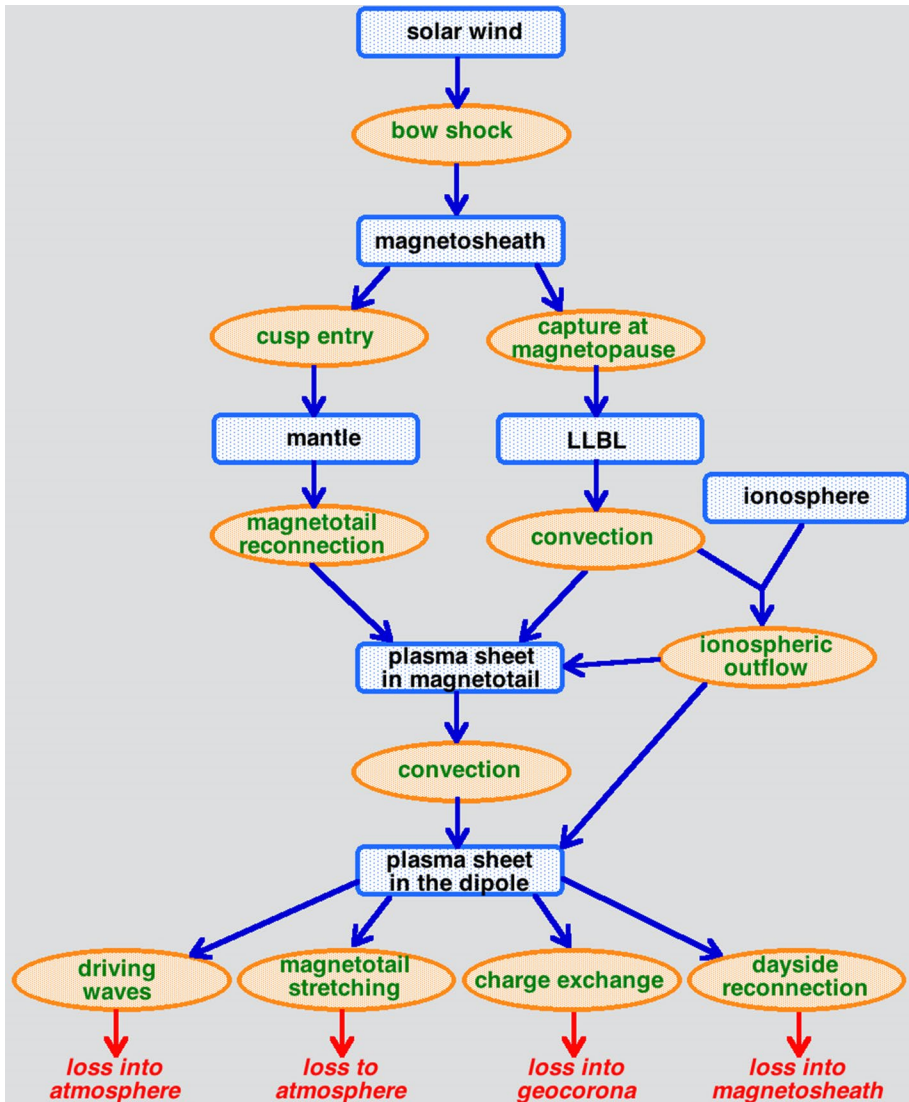 solar wind
bow shock
magnetosheath
cusp entry
capture at
magnetopause
mantle
LLBL
ionosphere
magnetotail
reconnection
convection
ionospheric
outflow
plasma sheet
in magnetotail
convection
plasma sheet
in the dipole
driving
waves
magnetotail
stretching
charge exchange
dayside
reconnection
loss into
atmosphere
loss to
atmosphere
loss into
geocorona
loss into
magnetosheath